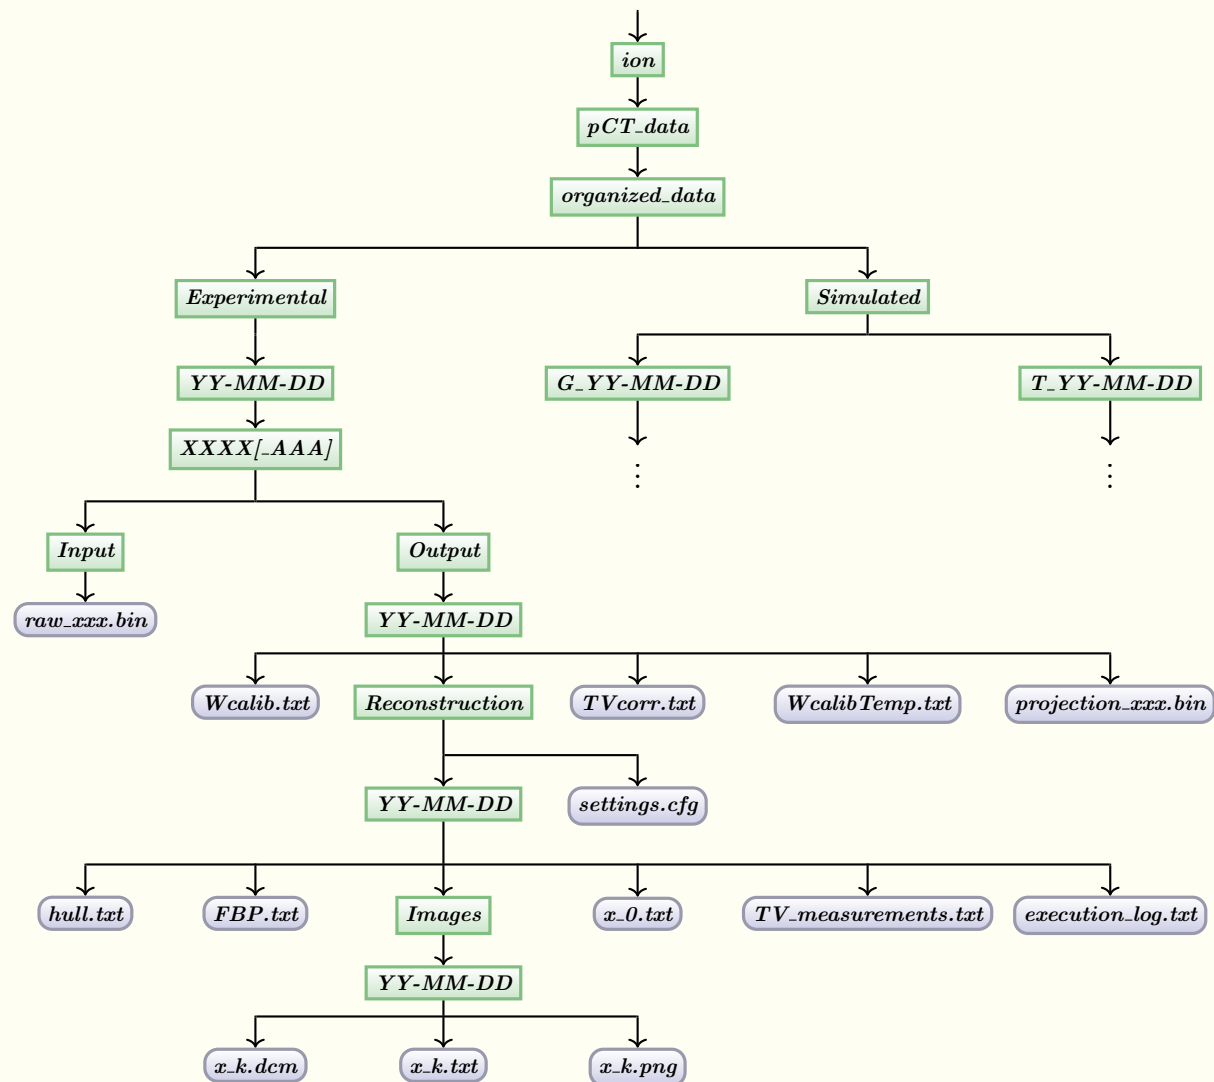 ion
pCT_data
organized_data
Experimental
Simulated
YY-MM-DD
G_YY-MM-DD
T_YY-MM-DD
XXXX[_AAA]
⋮
⋮
Input
Output
raw_xxx.bin
YY-MM-DD
Wcalib.txt
Reconstruction
TVcorr.txt
WcalibTemp.txt
projection_xxx.bin
YY-MM-DD
settings.cfg
hull.txt
FBP.txt
Images
x_0.txt
TV_measurements.txt
execution_log.txt
YY-MM-DD
x_k.dcm
x_k.txt
x_k.png